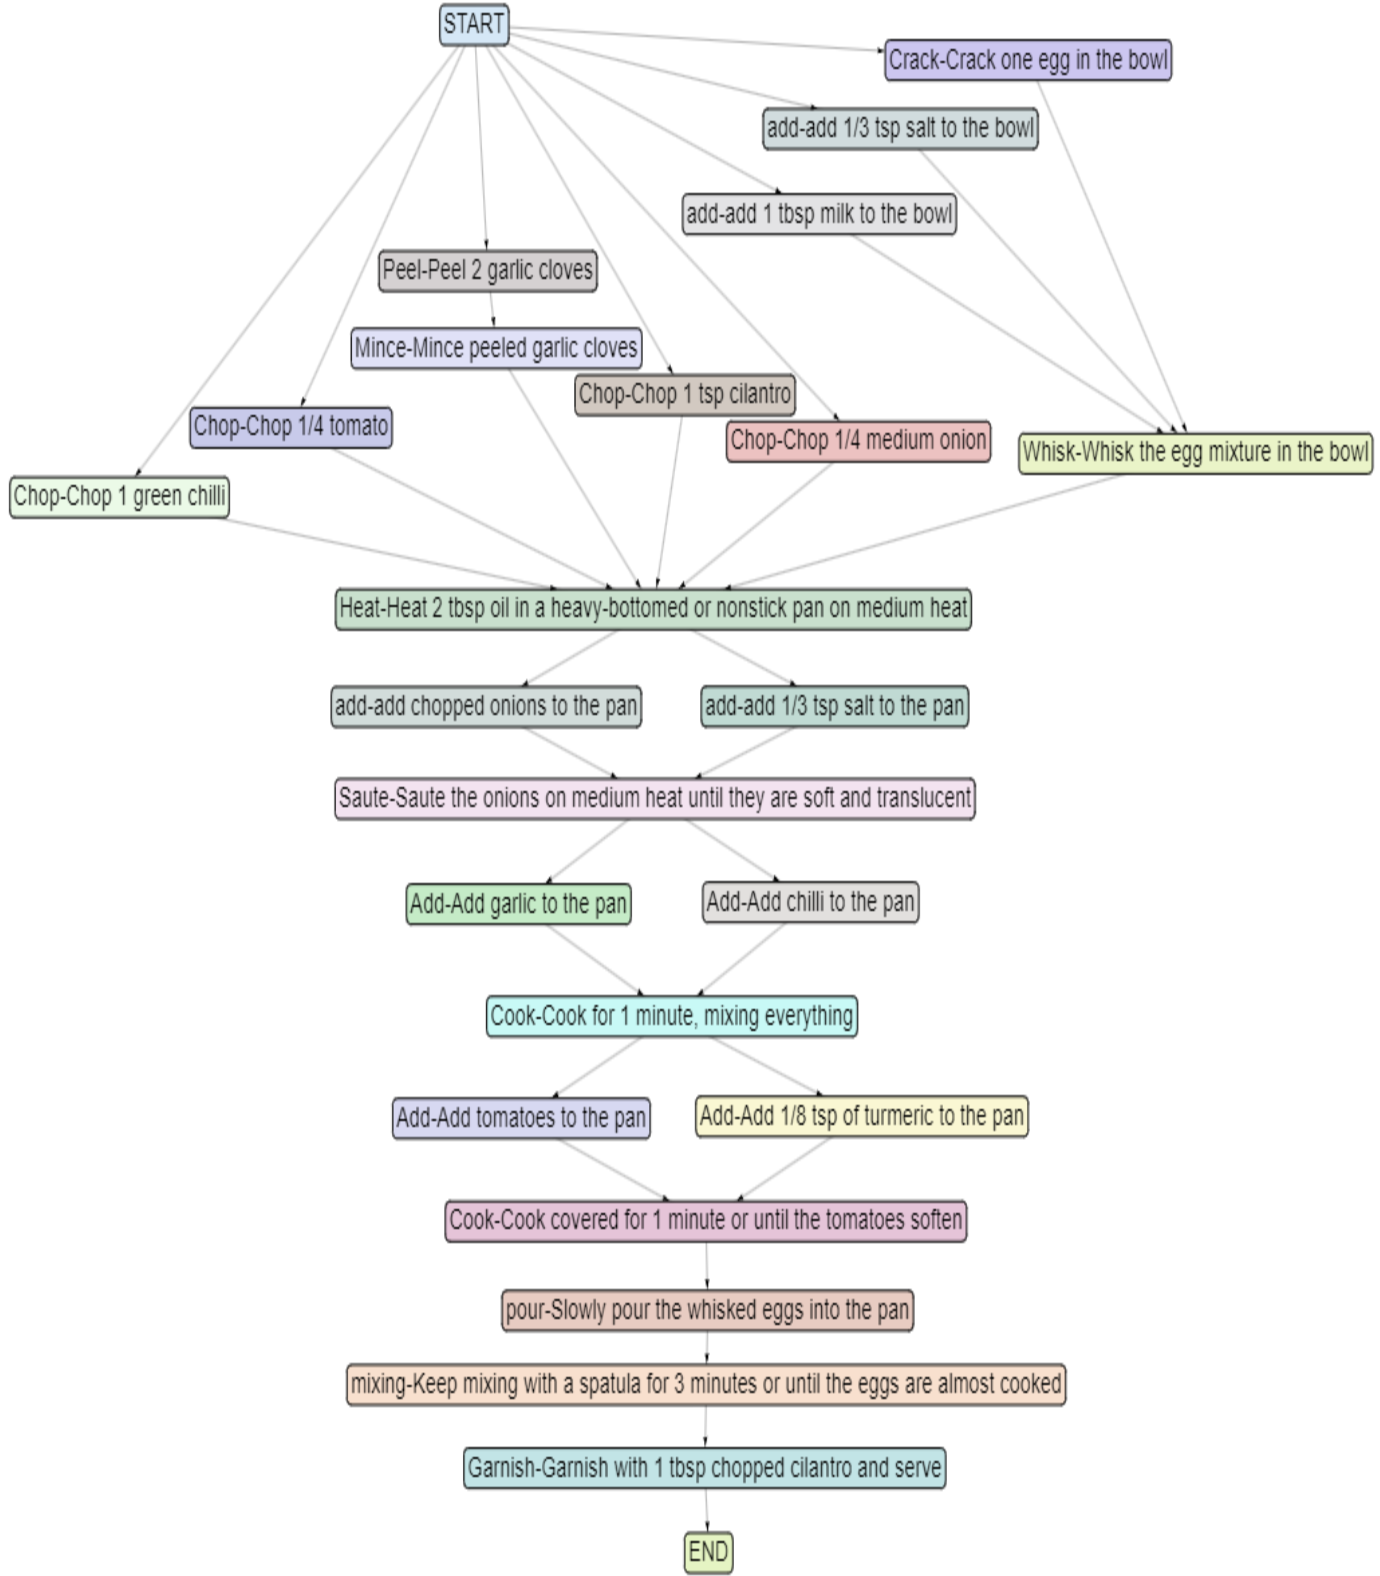 START
Crack-Crack one egg in the bowl
add-add 1/3 tsp salt to the bowl
add-add 1 tbsp milk to the bowl
Peel-Peel 2 garlic cloves
Mince-Mince peeled garlic cloves
Chop-Chop 1 tsp cilantro
Chop-Chop 1/4 tomato
Chop-Chop 1/4 medium onion
Whisk-Whisk the egg mixture in the bowl
Chop-Chop 1 green chilli
Heat-Heat 2 tbsp oil in a heavy-bottomed or nonstick pan on medium heat
add-add chopped onions to the pan
add-add 1/3 tsp salt to the pan
Saute-Saute the onions on medium heat until they are soft and translucent
Add-Add garlic to the pan
Add-Add chilli to the pan
Cook-Cook for 1 minute, mixing everything
Add-Add tomatoes to the pan
Add-Add 1/8 tsp of turmeric to the pan
Cook-Cook covered for 1 minute or until the tomatoes soften
pour-Slowly pour the whisked eggs into the pan
mixing-Keep mixing with a spatula for 3 minutes or until the eggs are almost cooked
Garnish-Garnish with 1 tbsp chopped cilantro and serve
END